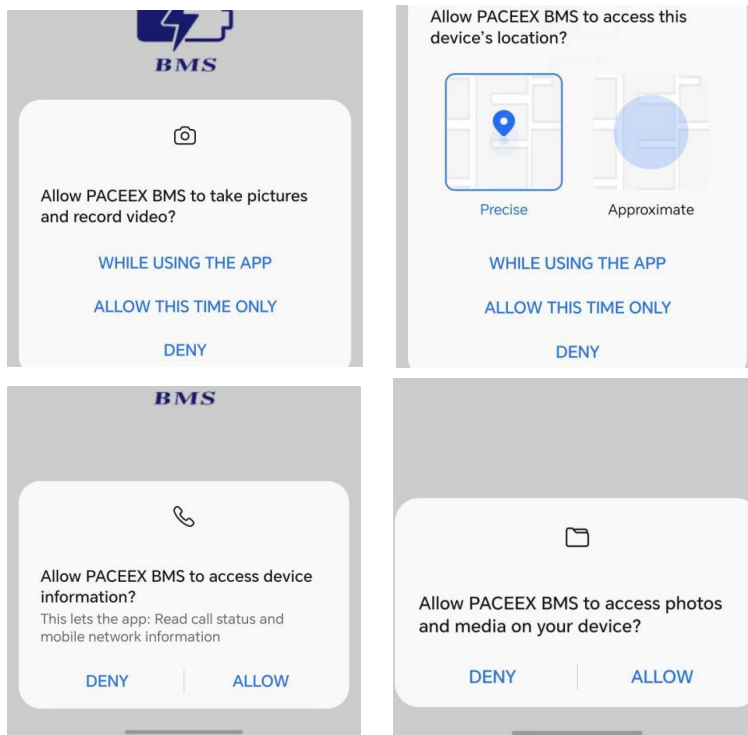 BMS
Allow PACEEX BMS to take pictures
and record video?
WHILE USING THE APP
ALLOW THIS TIME ONLY
DENY
Allow PACEEX BMS to access this
device's location?
Precise
Approximate
WHILE USING THE APP
ALLOW THIS TIME ONLY
DENY
BMS
Allow PACEEX BMS to access device
information?
This lets the app: Read call status and
mobile network information
DENY
ALLOW
Allow PACEEX BMS to access photos
and media on your device?
DENY
ALLOW